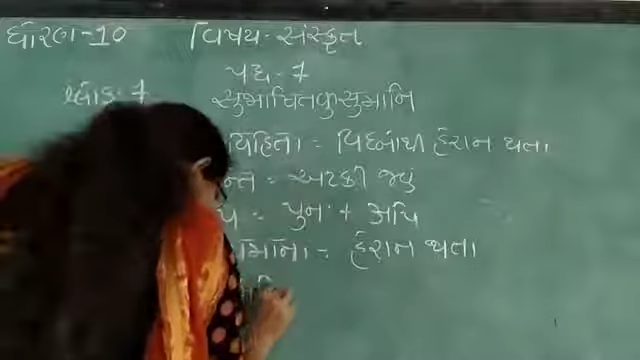 ધોરણ-10 વિષય- સંસ્કૃત
પદ્ય- 7
શ્લોક- 7 સુભાષિતકુસુમાનિ
= વિઘ્નોથી હેરાન થતા
= અટકી જવું
= પુનઃ + અપિ
= હેરાન થતા